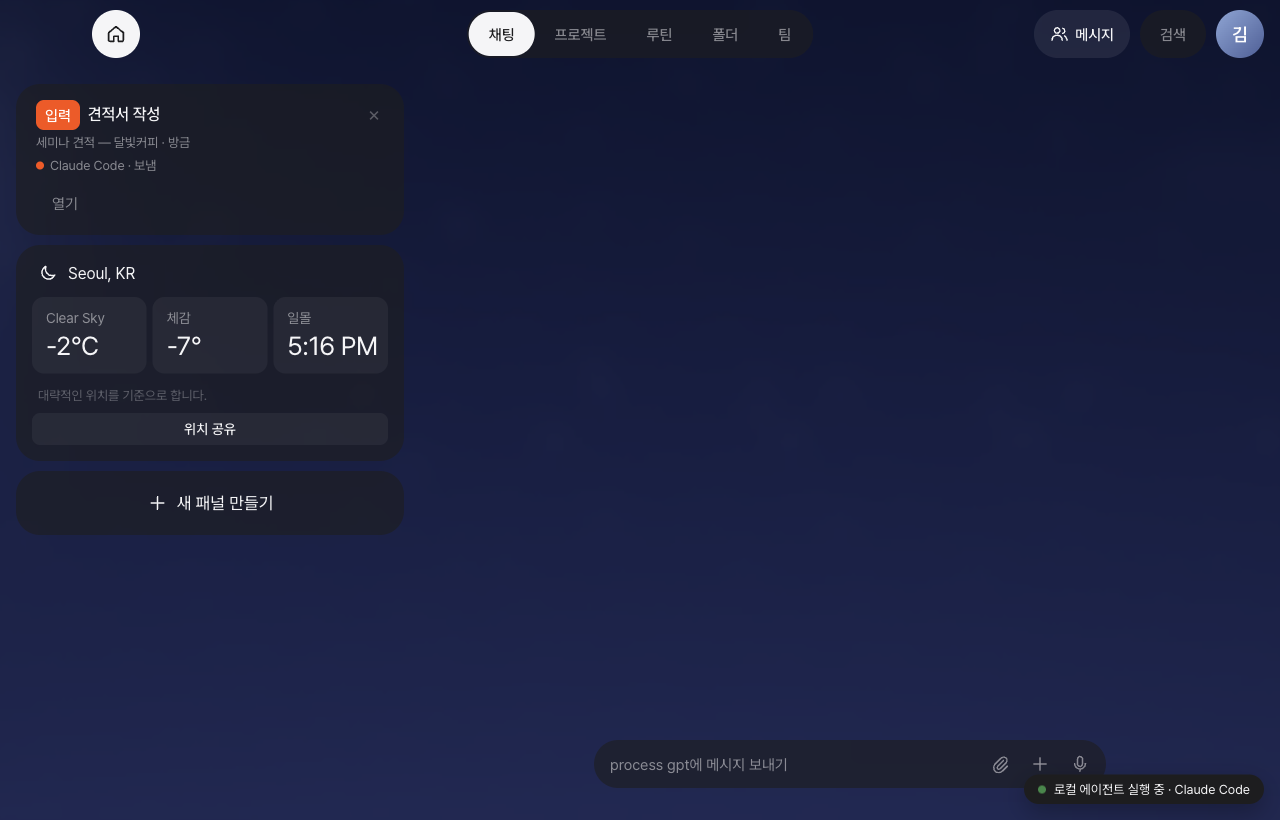 채팅 프로젝트 루틴 폴더 팀 메시지 검색 김
입력 견적서 작성
세미나 견적 — 달빛커피 · 방금
Claude Code · 보냄
열기
Seoul, KR
Clear Sky 체감 일몰
-2°C -7° 5:16 PM
대략적인 위치를 기준으로 합니다.
위치 공유
새 패널 만들기
process gpt에 메시지 보내기
로컬 에이전트 실행 중 · Claude Code